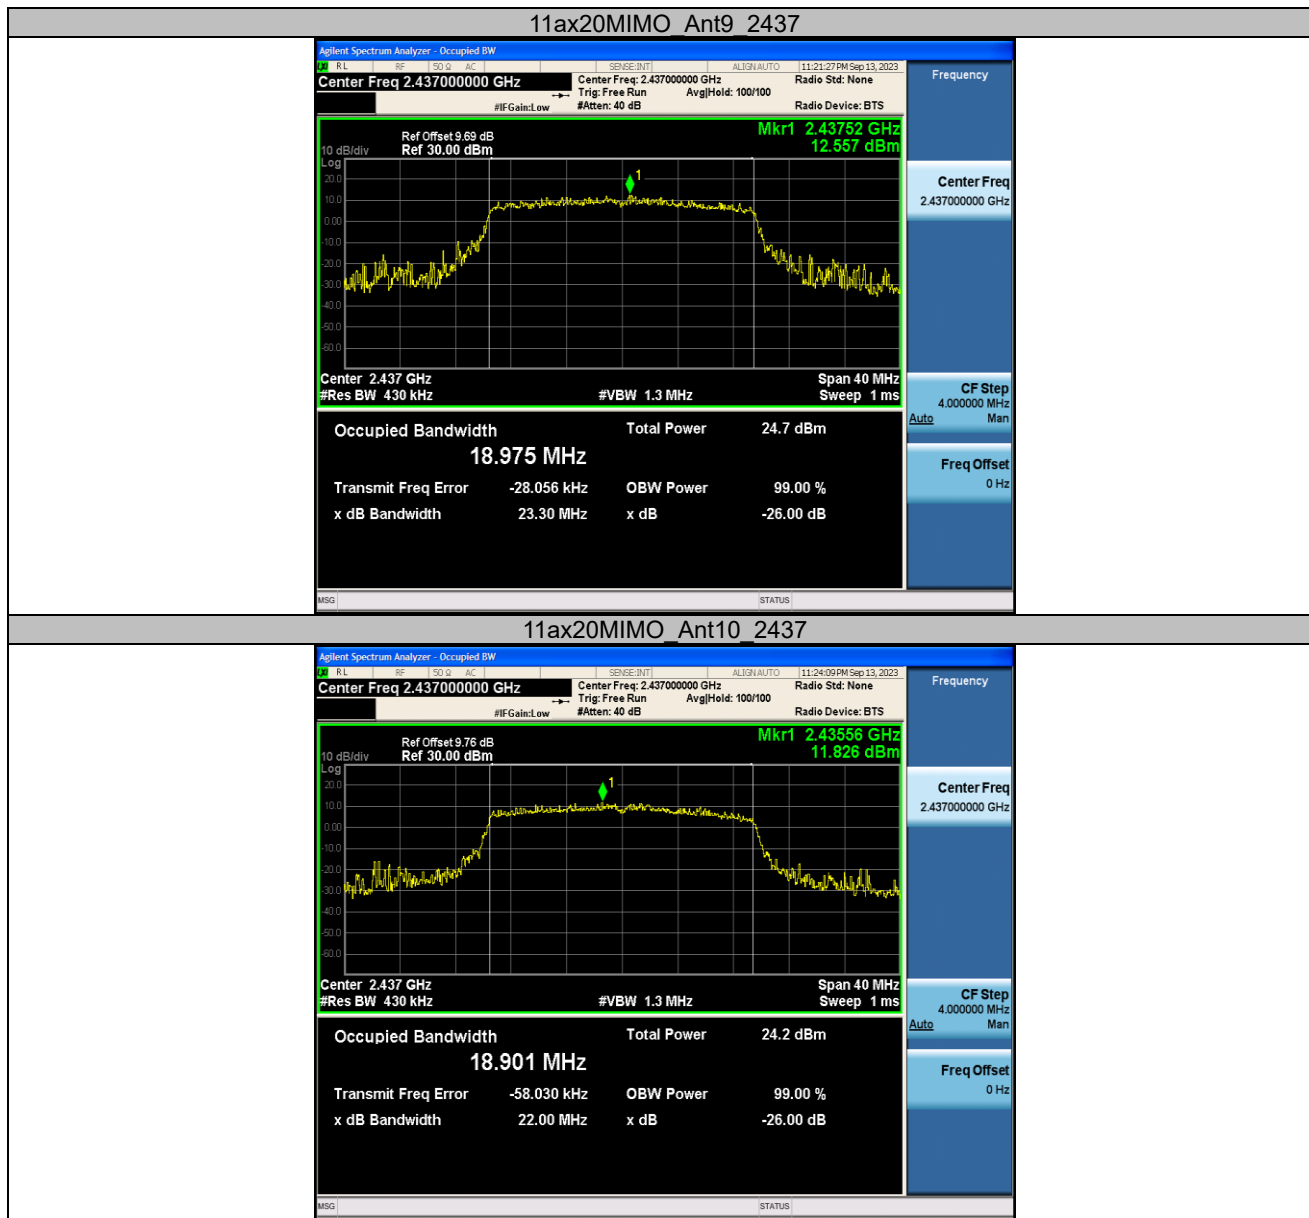 11ax20MIMO_Ant9_2437
Agilent Spectrum Analyzer - Occupied BW
LXI RL RF 50 Ω AC SENSE:INT ALIGN AUTO 11:21:27 PM Sep 13, 2023
Center Freq 2.437000000 GHz Center Freq: 2.437000000 GHz Radio Std: None Frequency
Trig: Free Run Avg|Hold: 100/100
#IFGain:Low #Atten: 40 dB Radio Device: BTS
Mkr1 2.43752 GHz
Ref Offset 9.69 dB 12.557 dBm
10 dB/div Ref 30.00 dBm
Log
20.0
1
10.0
0.00
-10.0
-20.0
-30.0
-40.0
-50.0
-60.0
Center Freq
2.437000000 GHz
Center 2.437 GHz Span 40 MHz
#Res BW 430 kHz #VBW 1.3 MHz Sweep 1 ms
CF Step
4.000000 MHz
Auto Man
Occupied Bandwidth Total Power 24.7 dBm
18.975 MHz
Freq Offset
0 Hz
Transmit Freq Error -28.056 kHz OBW Power 99.00 %
x dB Bandwidth 23.30 MHz x dB -26.00 dB
MSG STATUS
11ax20MIMO_Ant10_2437
Agilent Spectrum Analyzer - Occupied BW
LXI RL RF 50 Ω AC SENSE:INT ALIGN AUTO 11:24:09 PM Sep 13, 2023
Center Freq 2.437000000 GHz Center Freq: 2.437000000 GHz Radio Std: None Frequency
Trig: Free Run Avg|Hold: 100/100
#IFGain:Low #Atten: 40 dB Radio Device: BTS
Mkr1 2.43556 GHz
Ref Offset 9.76 dB 11.826 dBm
10 dB/div Ref 30.00 dBm
Log
20.0
1
10.0
0.00
-10.0
-20.0
-30.0
-40.0
-50.0
-60.0
Center Freq
2.437000000 GHz
Center 2.437 GHz Span 40 MHz
#Res BW 430 kHz #VBW 1.3 MHz Sweep 1 ms
CF Step
4.000000 MHz
Auto Man
Occupied Bandwidth Total Power 24.2 dBm
18.901 MHz
Freq Offset
0 Hz
Transmit Freq Error -58.030 kHz OBW Power 99.00 %
x dB Bandwidth 22.00 MHz x dB -26.00 dB
MSG STATUS